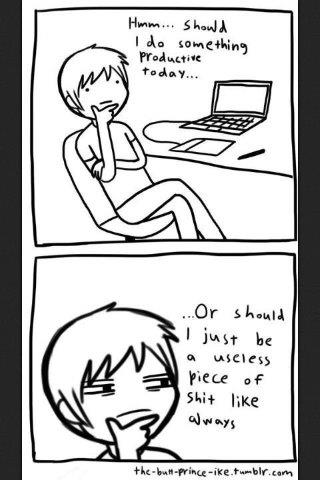 Hmm... should
I do something
productive
today...
...Or should
I just be
a useless
piece of
shit like
always
the-butt-prince-ike.tumblr.com